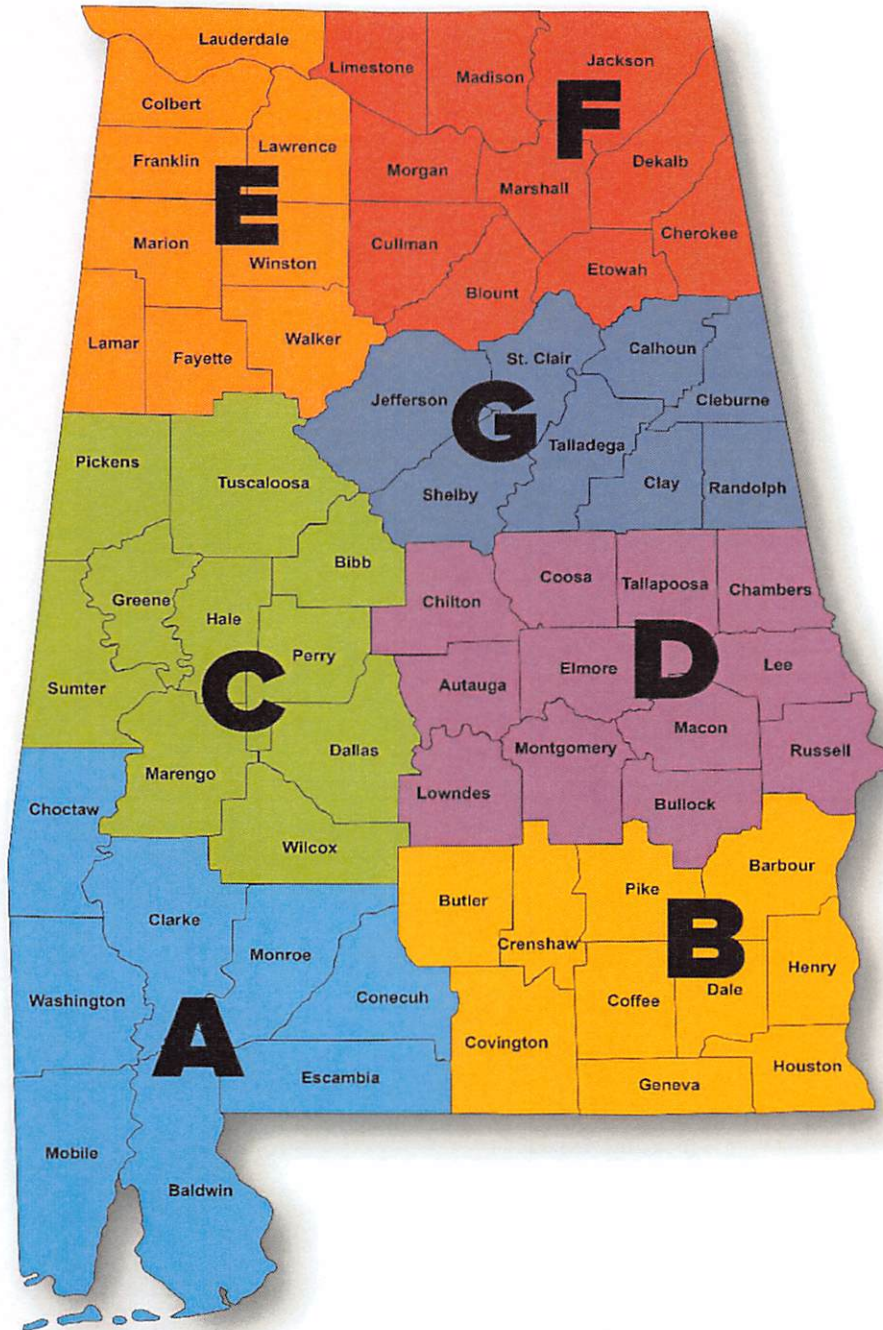 Lauderdale
Limestone
Madison
Jackson
Colbert
F
Franklin
Lawrence
Morgan
Marshall
Dekalb
E
Marion
Winston
Cullman
Cherokee
Blount
Etowah
Lamar
Fayette
Walker
St. Clair
Calhoun
Jefferson
G
Cleburne
Talladega
Pickens
Tuscaloosa
Shelby
Clay
Randolph
Bibb
Greene
Hale
Chilton
Coosa
Tallapoosa
Chambers
Perry
C
Elmore
D
Lee
Sumter
Autauga
Macon
Marengo
Dallas
Montgomery
Russell
Choctaw
Lowndes
Bullock
Wilcox
Butler
Pike
Barbour
Clarke
Monroe
Crenshaw
B
Henry
Washington
Conecuh
Coffee
Dale
A
Covington
Escambia
Geneva
Houston
Mobile
Baldwin